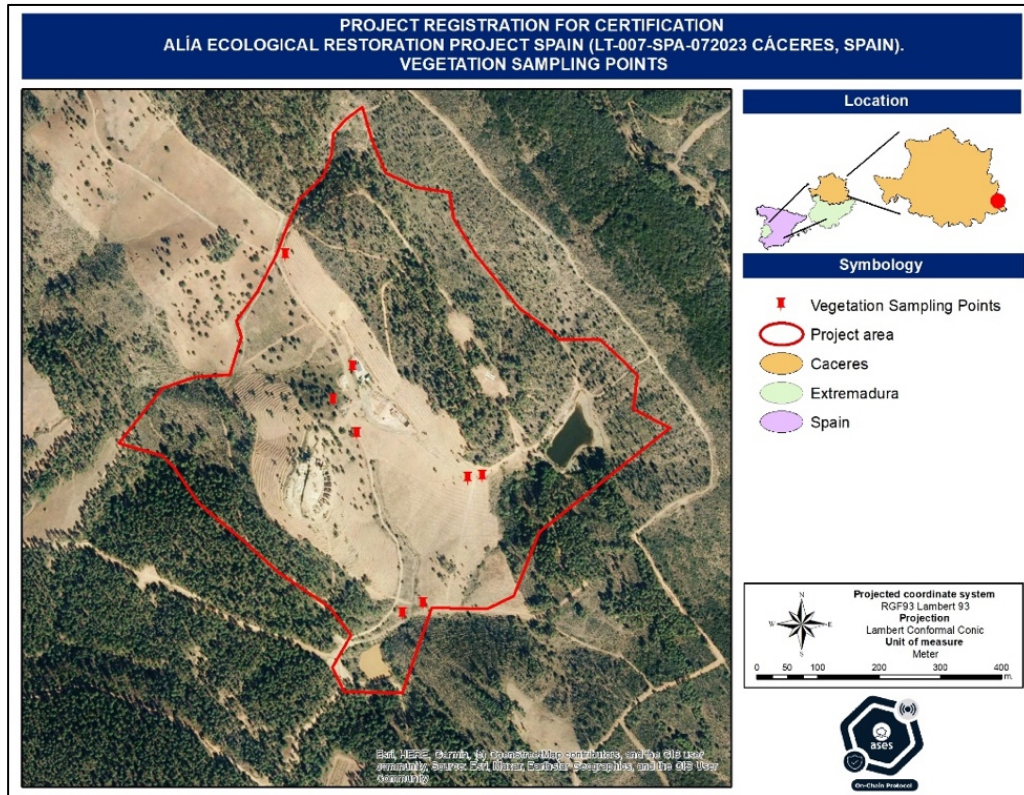 PROJECT REGISTRATION FOR CERTIFICATION
ALÍA ECOLOGICAL RESTORATION PROJECT SPAIN (LT-007-SPA-072023 CÁCERES, SPAIN).
VEGETATION SAMPLING POINTS
Location
Symbology
Vegetation Sampling Points
Project area
Caceres
Extremadura
Spain
Projected coordinate system
RGF93 Lambert 93
Projection
Lambert Conformal Conic
Unit of measure
Meter
N
W E
S
0 50 100 200 300 400
m.
Esri, HERE, Garmin, (c) OpenStreetMap contributors, and the GIS user
community, Source: Esri, Maxar, Earthstar Geographics, and the GIS User
Community
ases
On-Chain Protocol